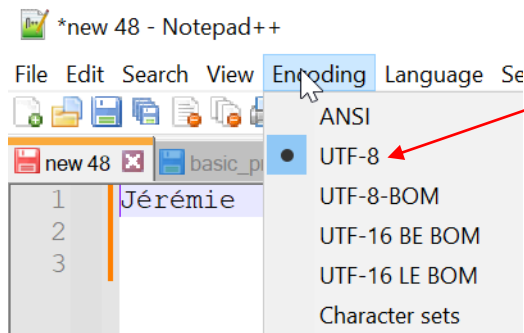 *new 48 - Notepad++
File Edit Search View Encoding Language Se
new 48 basic_p
ANSI
UTF-8
UTF-8-BOM
UTF-16 BE BOM
UTF-16 LE BOM
Character sets
1 Jérémie
2
3